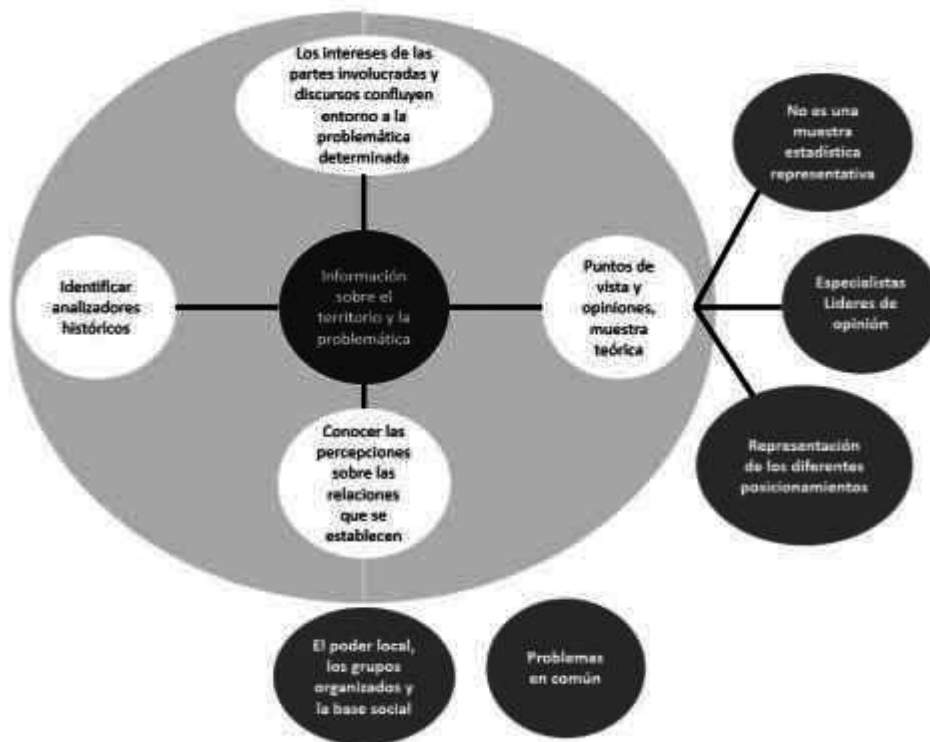 Los intereses de las
partes involucradas y
discursos confluyen
entorno a la
problemática
determinada
No es una
muestra
estadística
representativa
Identificar
analizadores
históricos
Información
sobre el
territorio y la
problemática
Puntos de
vista y
opiniones,
muestra
teórica
Especialistas
Lideres de
opinión
Conocer las
percepciones
sobre las
relaciones
que se
establecen
Representación
de los diferentes
posicionamientos
El poder local,
los grupos
organizados y
la base social
Problemas
en común